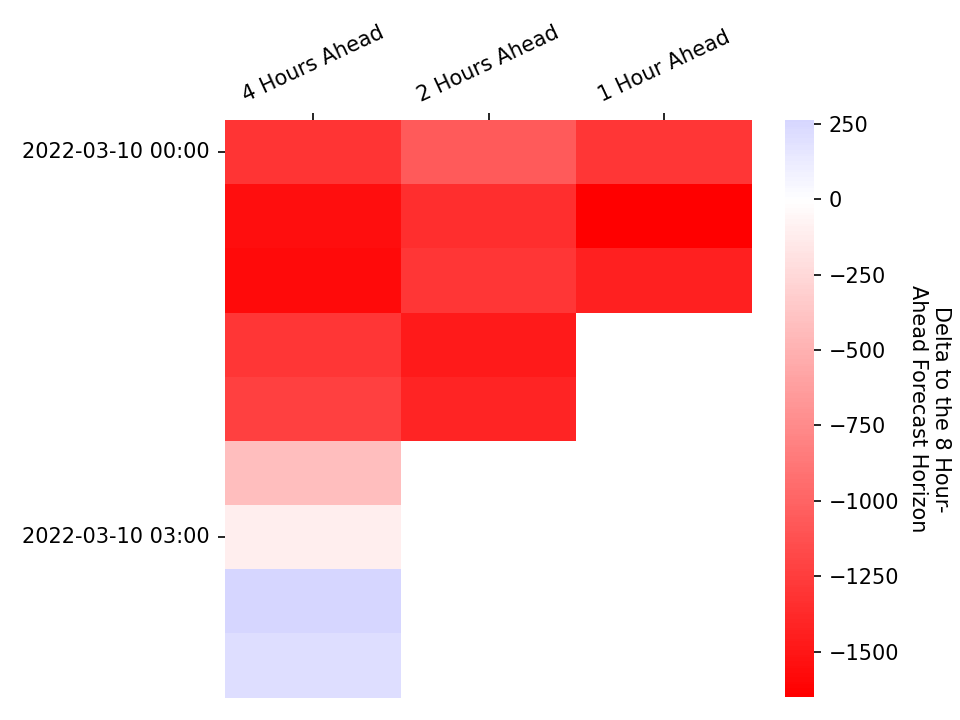 4 Hours Ahead
2 Hours Ahead
1 Hour Ahead
2022-03-10 00:00
2022-03-10 03:00
250
0
−250
−500
−750
−1000
−1250
−1500
Delta to the 8 Hour-
Ahead Forecast Horizon